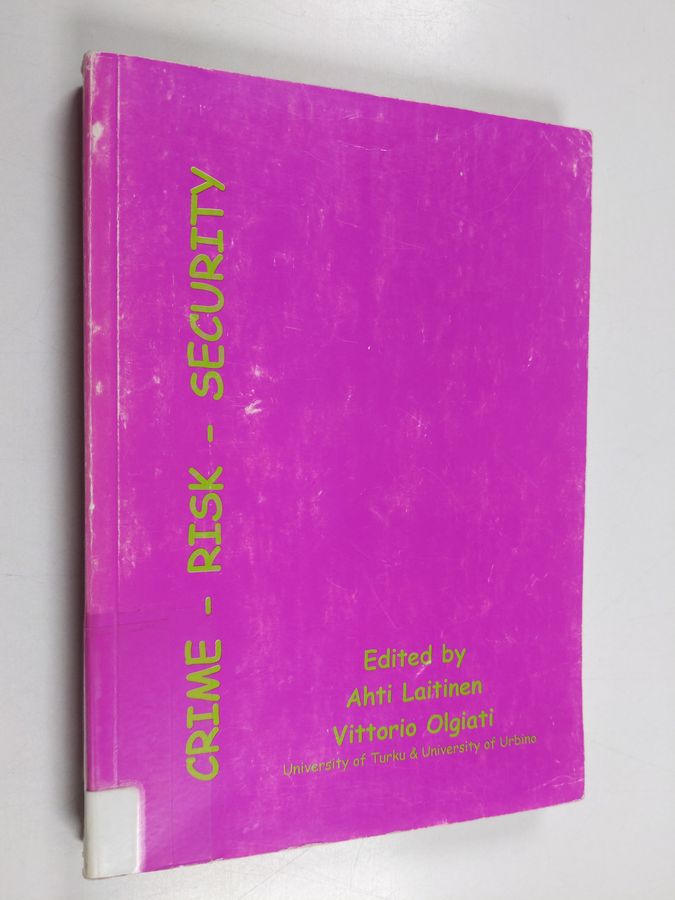 CRIME - RISK - SECURITY
Edited by
Ahti Laitinen
Vittorio Olgiati
University of Turku & University of Urbino